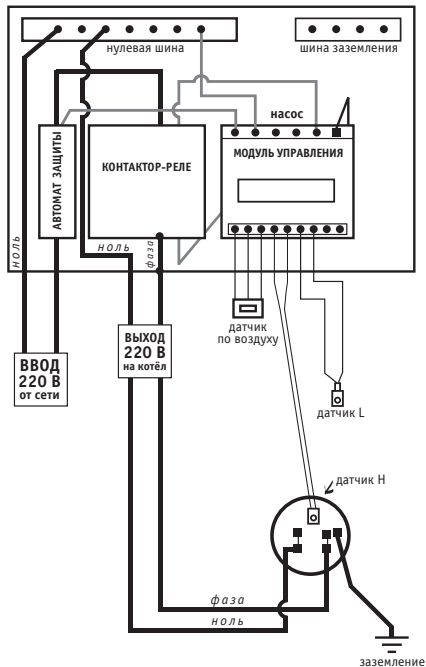 нулевая шина
шина заземления
насос
АВТОМАТ ЗАЩИТЫ
КОНТАКТОР-РЕЛЕ
МОДУЛЬ УПРАВЛЕНИЯ
ноль
ноль
фаза
датчик
по воздуху
ВВОД
220 В
от сети
ВЫХОД
220 В
на котёл
датчик L
датчик H
фаза
ноль
заземление